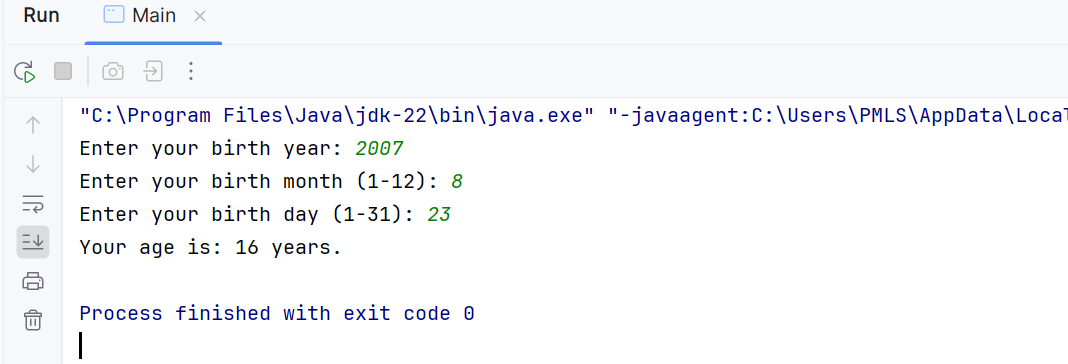 Run Main
"C:\Program Files\Java\jdk-22\bin\java.exe" "-javaagent:C:\Users\PMLS\AppData\Local
Enter your birth year: 2007
Enter your birth month (1-12): 8
Enter your birth day (1-31): 23
Your age is: 16 years.
Process finished with exit code 0